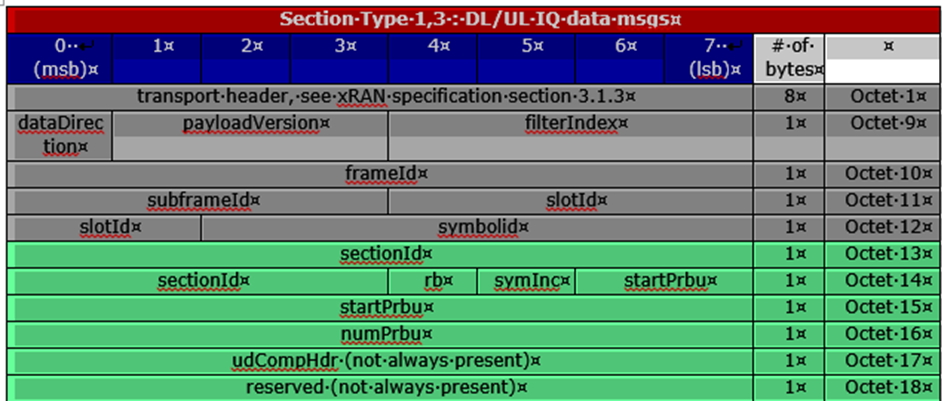 Section·Type·1,3·:·DL/UL·IQ·data·msgs¤
0··↵ 1¤ 2¤ 3¤ 4¤ 5¤ 6¤ 7··↵ #·of· ¤
(msb)¤ (lsb)¤ bytes¤
transport·header,·see·xRAN·specification·section·3.1.3¤ 8¤ Octet·1¤
dataDirec payloadVersion¤ filterIndex¤ 1¤ Octet·9¤
tion¤
frameId¤ 1¤ Octet·10¤
subframeId¤ slotId¤ 1¤ Octet·11¤
slotId¤ symbolid¤ 1¤ Octet·12¤
sectionId¤ 1¤ Octet·13¤
sectionId¤ rb¤ symInc¤ startPrbu¤ 1¤ Octet·14¤
startPrbu¤ 1¤ Octet·15¤
numPrbu¤ 1¤ Octet·16¤
udCompHdr·(not·always·present)¤ 1¤ Octet·17¤
reserved·(not·always·present)¤ 1¤ Octet·18¤